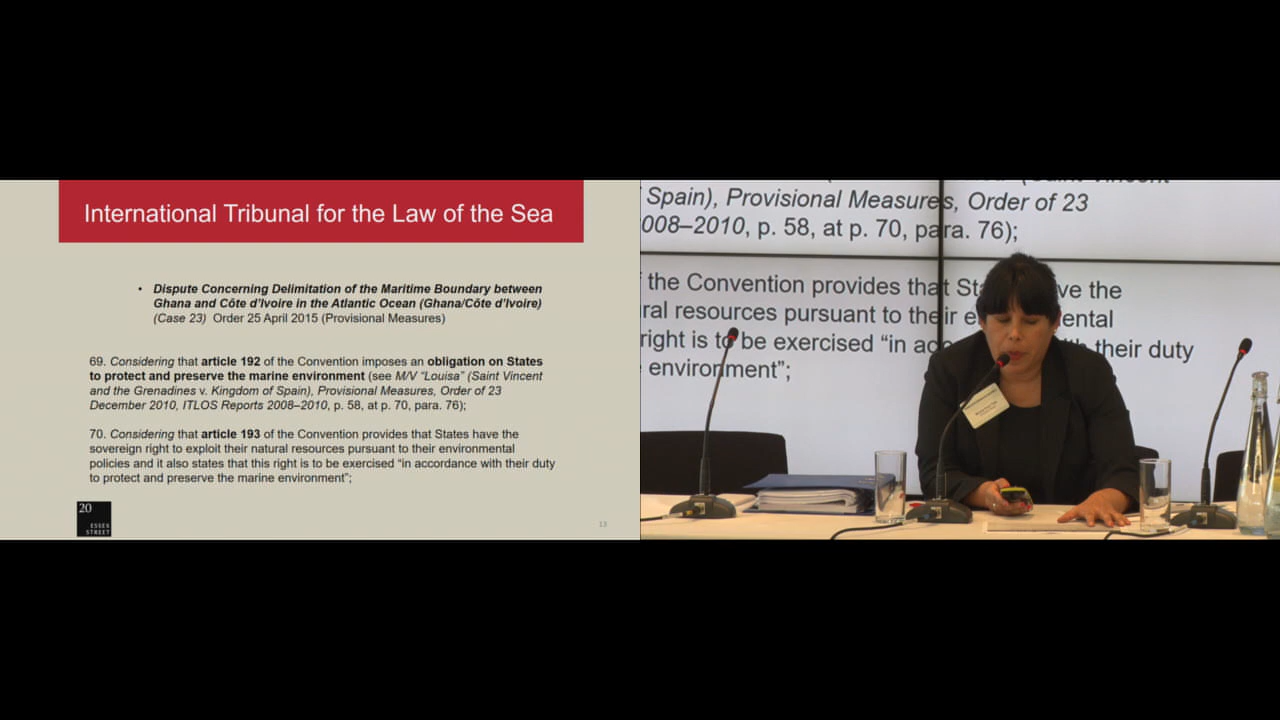 International Tribunal for the Law of the Sea
• Dispute Concerning Delimitation of the Maritime Boundary between
Ghana and Côte d'Ivoire in the Atlantic Ocean (Ghana/Côte d'Ivoire)
(Case 23) Order 25 April 2015 (Provisional Measures)
69. Considering that article 192 of the Convention imposes an obligation on States
to protect and preserve the marine environment (see M/V "Louisa" (Saint Vincent
and the Grenadines v. Kingdom of Spain), Provisional Measures, Order of 23
December 2010, ITLOS Reports 2008–2010, p. 58, at p. 70, para. 76);
70. Considering that article 193 of the Convention provides that States have the
sovereign right to exploit their natural resources pursuant to their environmental
policies and it also states that this right is to be exercised "in accordance with their duty
to protect and preserve the marine environment";
20
ESSEX
STREET
13
Spain), Provisional Measures, Order of 23
008–2010, p. 58, at p. 70, para. 76);
the Convention provides that Sta ve the
ral resources pursuant to their e ental
right is to be exercised "in ac their duty
environment";